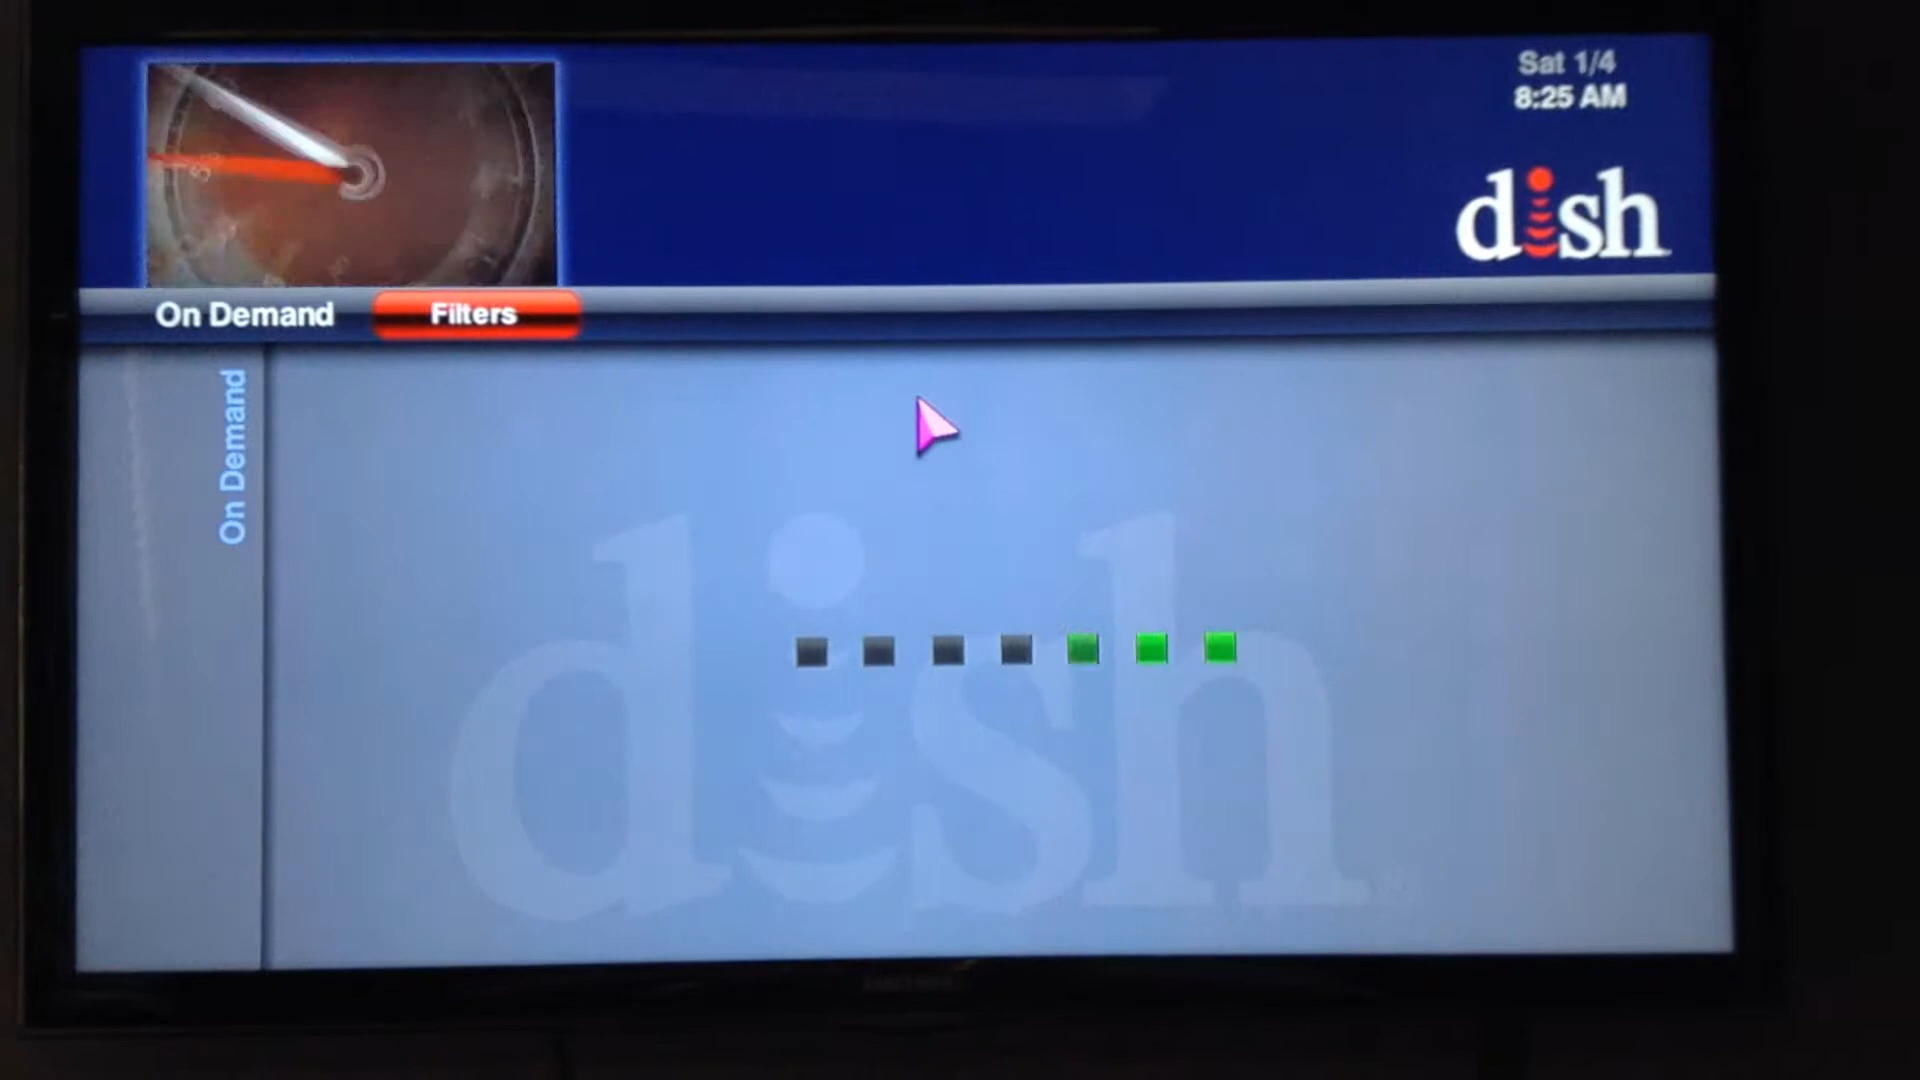 Sat 1/4
8:25 AM
dish
On Demand
Filters
On Demand
dish